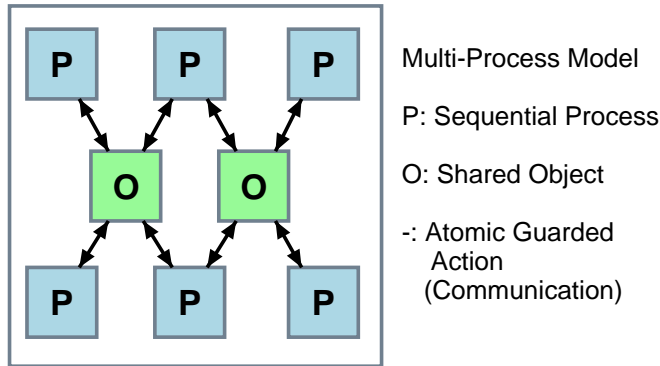 P P P
O O
P P P
Multi-Process Model
P: Sequential Process
O: Shared Object
-: Atomic Guarded
Action
(Communication)